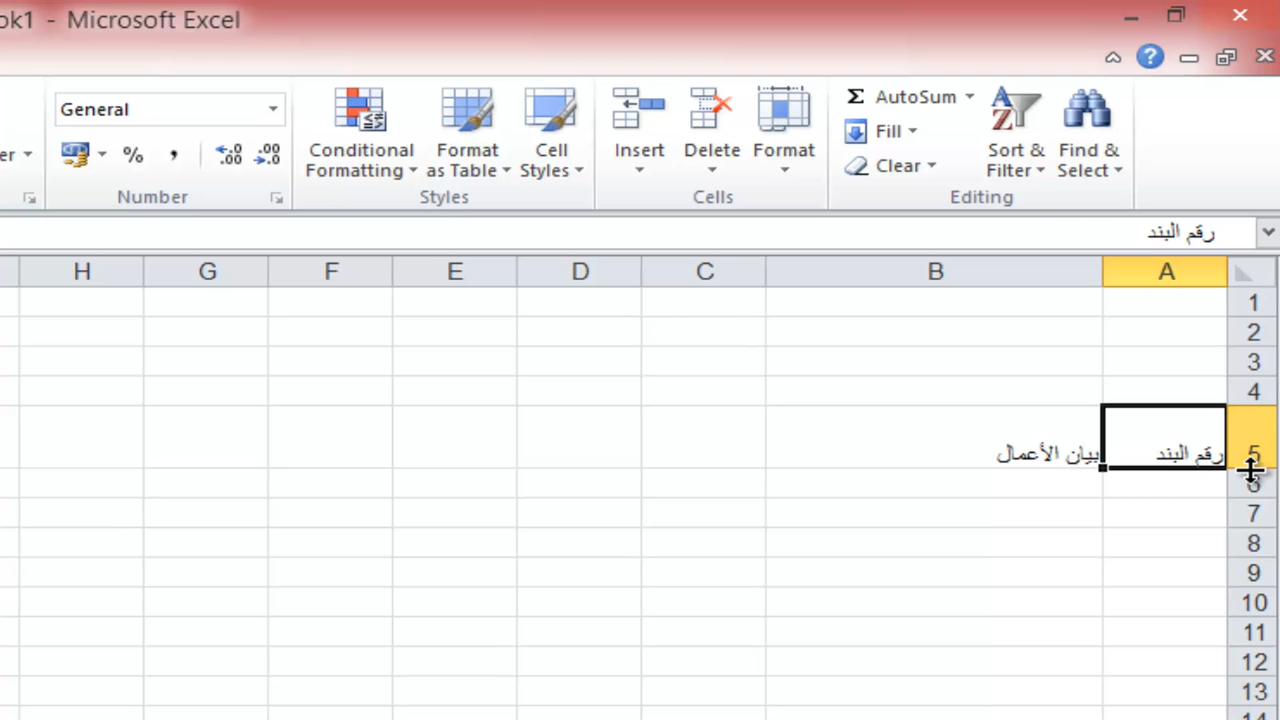 ok1 - Microsoft Excel
General
er
%
,
Conditional Formatting
Format as Table
Cell Styles
Insert
Delete
Format
Σ AutoSum
Fill
Clear
Sort & Filter
Find & Select
Number
Styles
Cells
Editing
رقم البند
H G F E D C B A
1
2
3
4
رقم البند بيان الأعمال 5
6
7
8
9
10
11
12
13
14